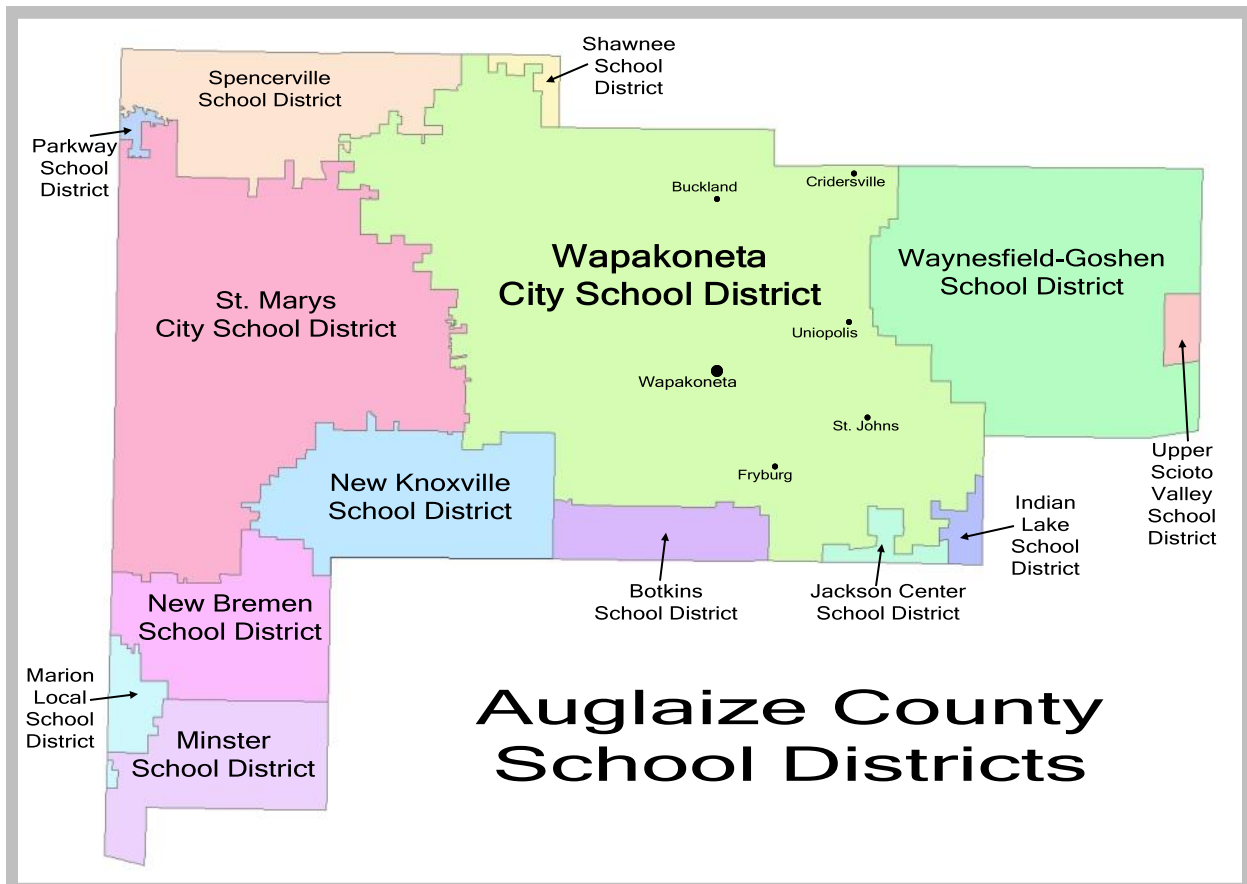 Shawnee
School
District
Spencerville
School District
Parkway
School
District
Buckland
Cridersville
Wapakoneta
City School District
Waynesfield-Goshen
School District
St. Marys
City School District
Uniopolis
Wapakoneta
St. Johns
Fryburg
New Knoxville
School District
Upper
Scioto
Valley
School
District
Indian
Lake
School
District
Botkins
School District
Jackson Center
School District
New Bremen
School District
Marion
Local
School
District
Minster
School District
Auglaize County
School Districts